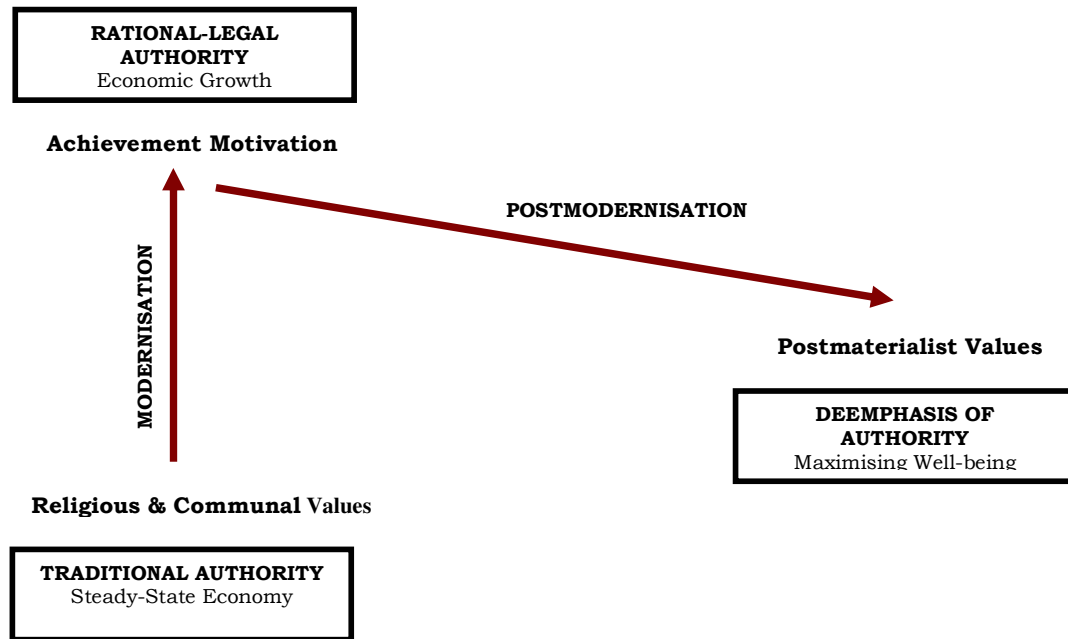 RATIONAL-LEGAL
AUTHORITY
Economic Growth
Achievement Motivation
POSTMODERNISATION
MODERNISATION
Postmaterialist Values
DEEMPHASIS OF
AUTHORITY
Maximising Well-being
Religious & Communal Values
TRADITIONAL AUTHORITY
Steady-State Economy